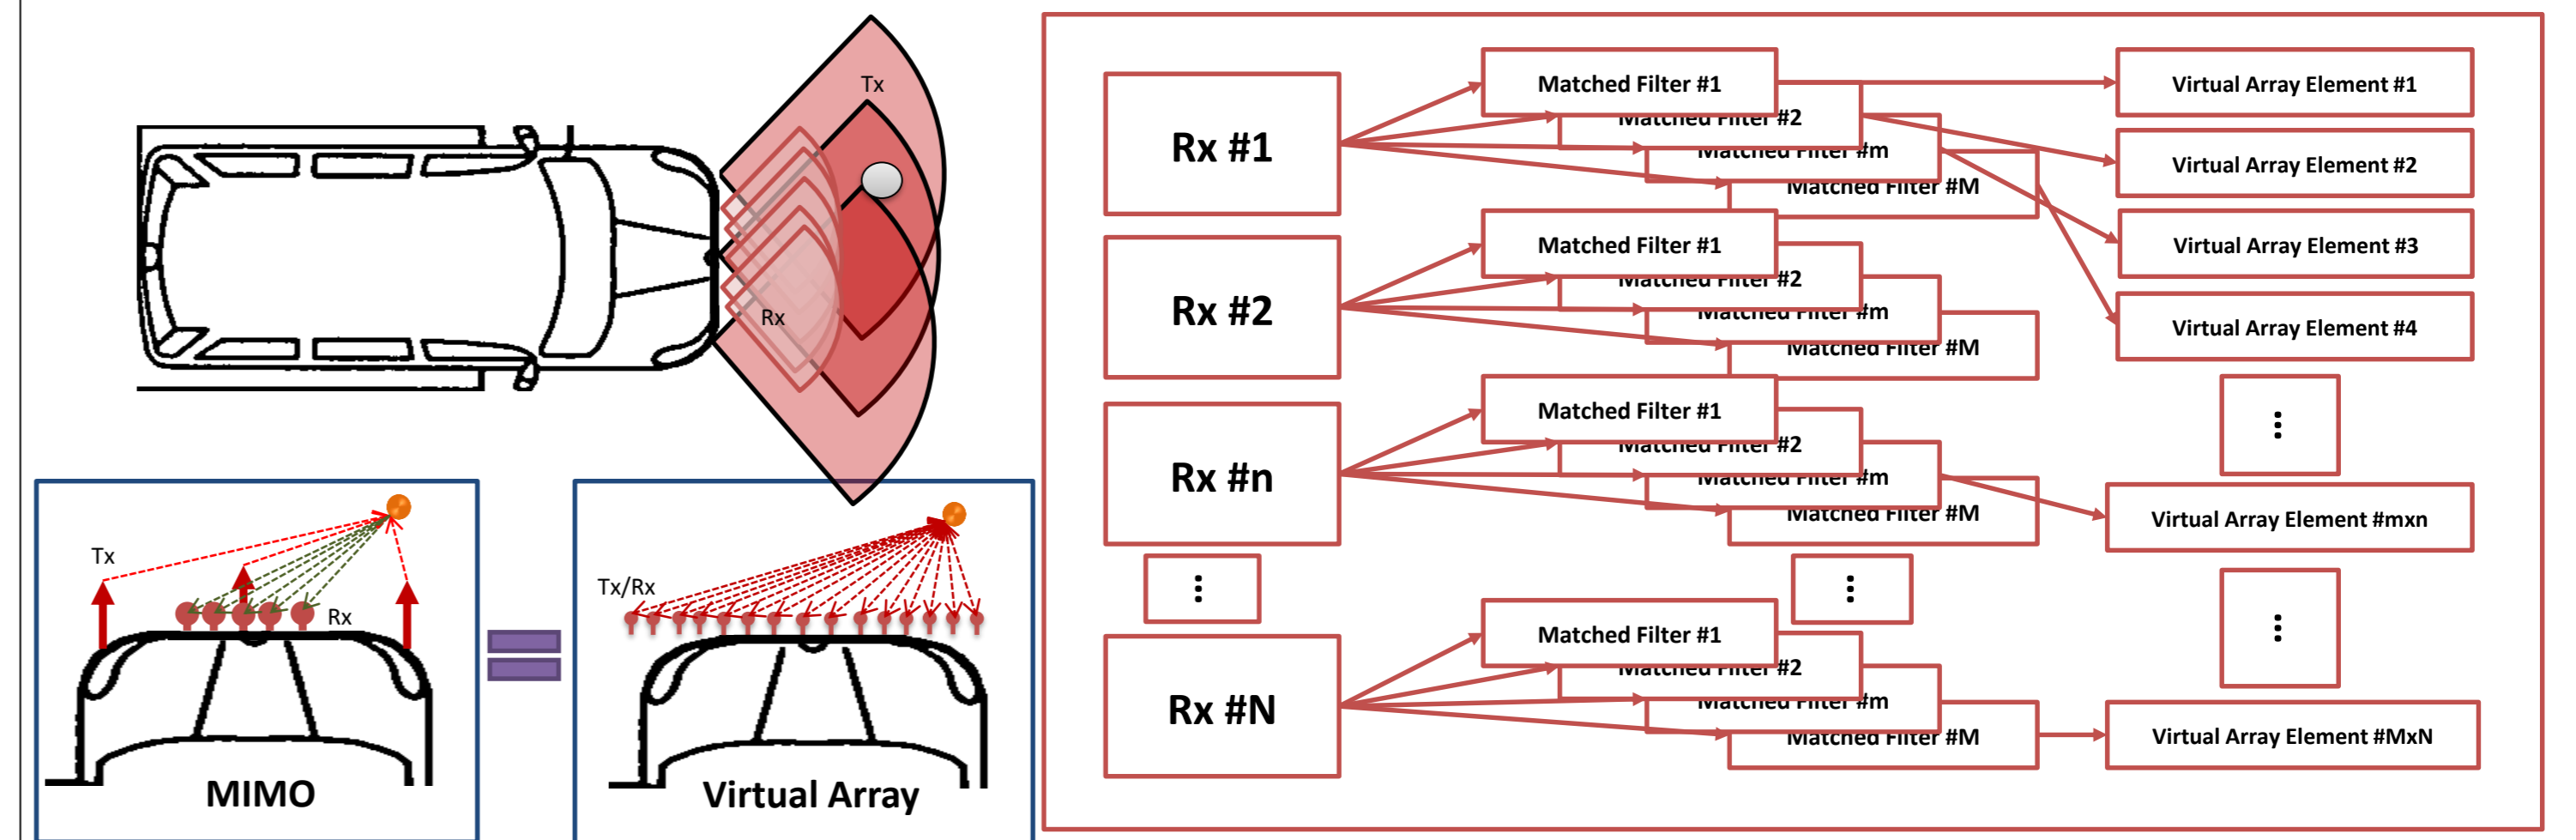 Tx
Rx
Tx
Rx
MIMO
Tx/Rx
Virtual Array
Rx #1
Matched Filter #1
Matched Filter #2
Matched Filter #m
Matched Filter #M
Rx #2
Matched Filter #1
Matched Filter #2
Matched Filter #m
Matched Filter #M
Rx #n
Matched Filter #1
Matched Filter #2
Matched Filter #m
Matched Filter #M
⋮
⋮
Rx #N
Matched Filter #1
Matched Filter #2
Matched Filter #m
Matched Filter #M
Virtual Array Element #1
Virtual Array Element #2
Virtual Array Element #3
Virtual Array Element #4
⋮
Virtual Array Element #mxn
⋮
Virtual Array Element #MxN